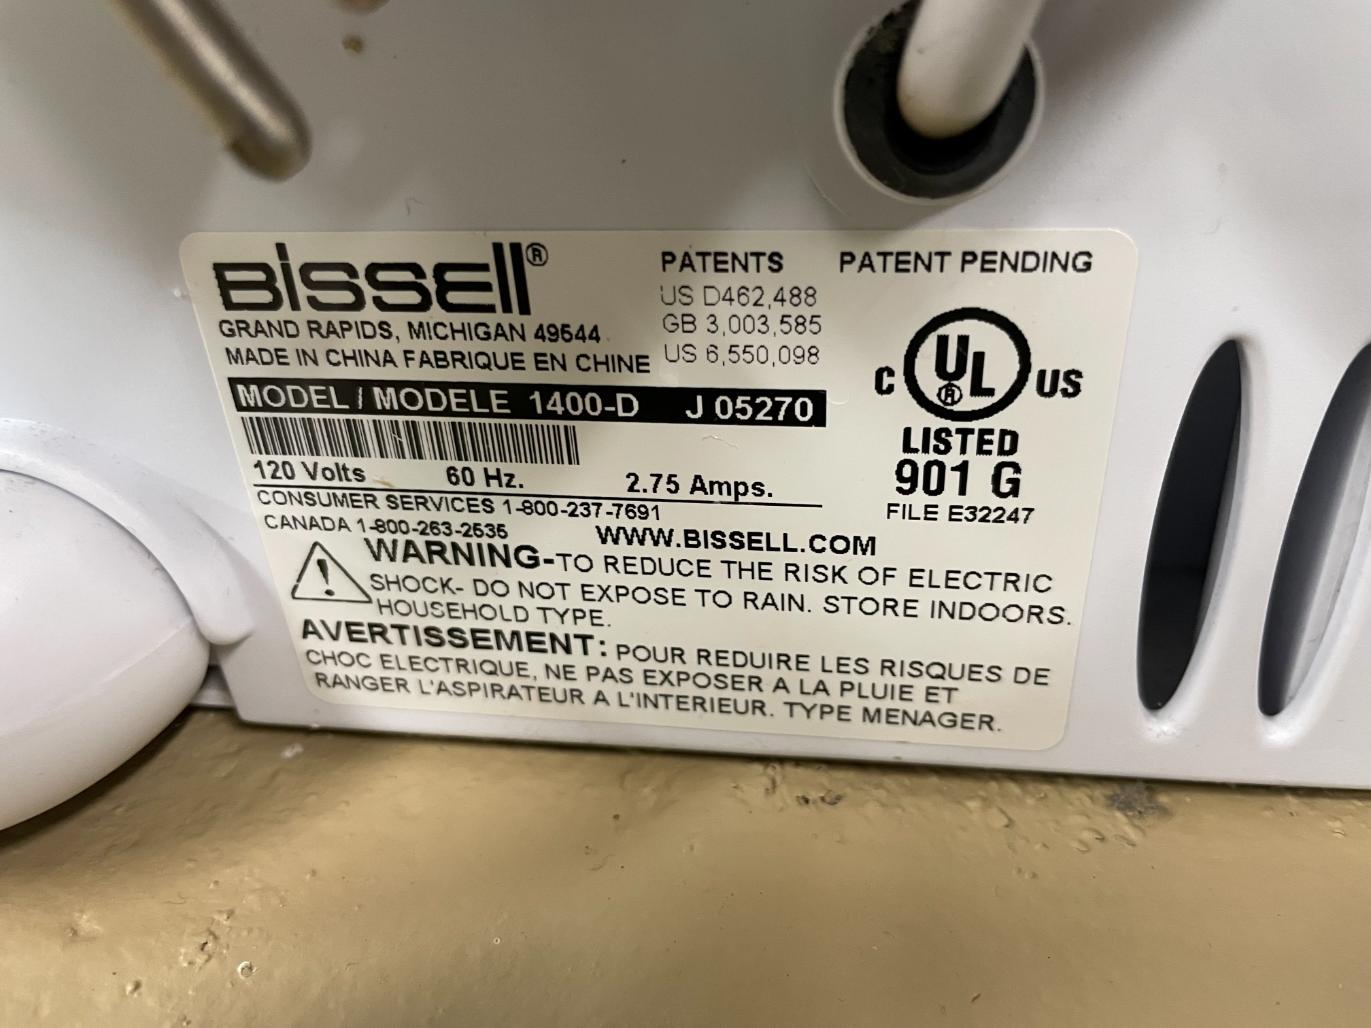 BISSELL®
GRAND RAPIDS, MICHIGAN 49544
MADE IN CHINA FABRIQUE EN CHINE
PATENTS
US D462,488
GB 3,003,585
US 6,550,098
PATENT PENDING
MODEL / MODELE 1400-D J 05270
120 Volts 60 Hz. 2.75 Amps.
C UL® US
LISTED
901 G
FILE E32247
CONSUMER SERVICES 1-800-237-7691
CANADA 1-800-263-2535
WWW.BISSELL.COM
WARNING-TO REDUCE THE RISK OF ELECTRIC
SHOCK- DO NOT EXPOSE TO RAIN. STORE INDOORS.
HOUSEHOLD TYPE.
AVERTISSEMENT: POUR REDUIRE LES RISQUES DE
CHOC ELECTRIQUE, NE PAS EXPOSER A LA PLUIE ET
RANGER L'ASPIRATEUR A L'INTERIEUR. TYPE MENAGER.